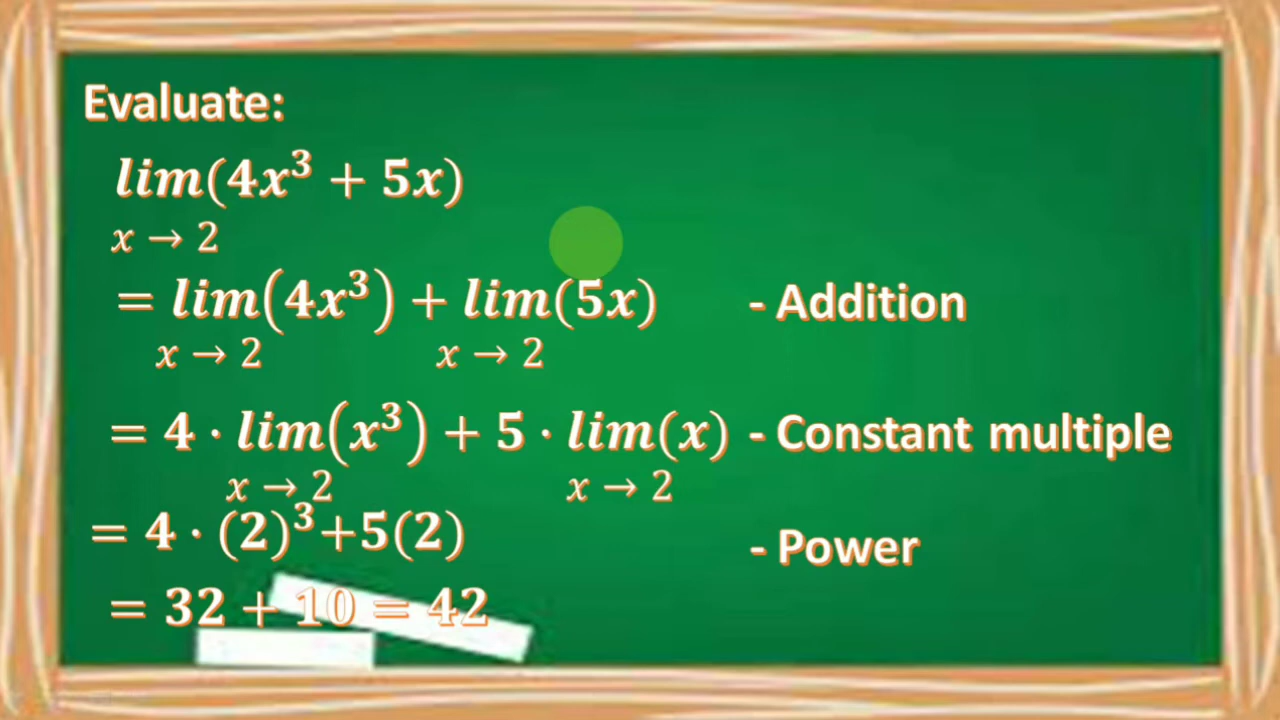 Evaluate:
lim(4x³ + 5x)
x → 2
= lim(4x³) + lim(5x) - Addition
x → 2 x → 2
= 4 · lim(x³) + 5 · lim(x) - Constant multiple
x → 2 x → 2
= 4 · (2)³+5(2) - Power
= 32 + 10 = 42